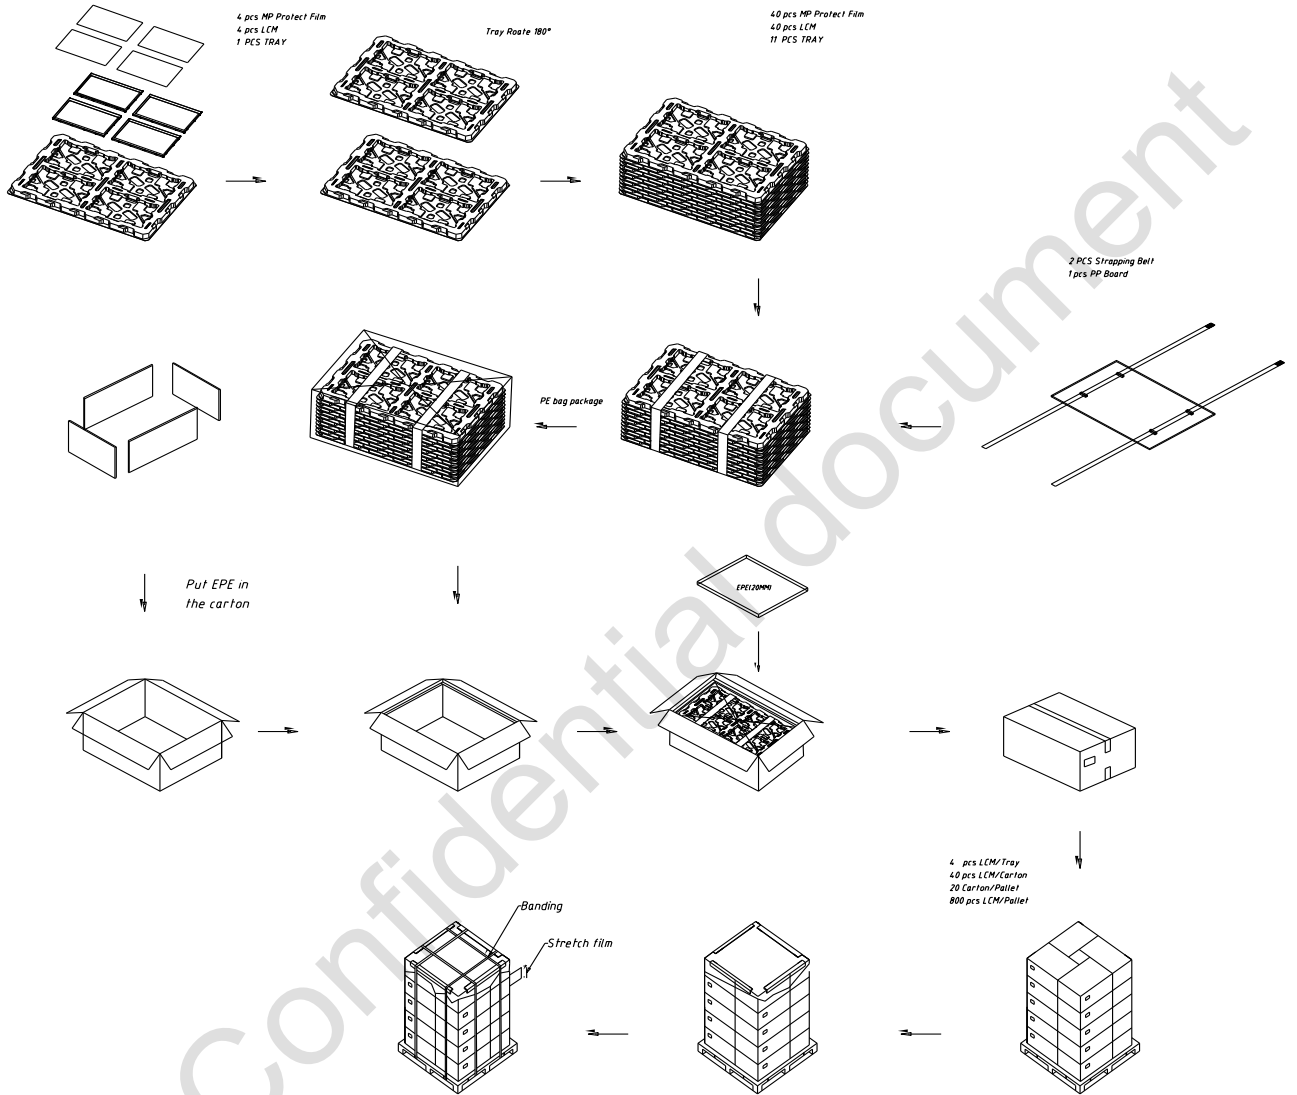 4 pcs MP Protect Film
4 pcs LCM
1 PCS TRAY
Tray Roate 180°
40 pcs MP Protect Film
40 pcs LCM
11 PCS TRAY
2 PCS Strapping Belt
1 pcs PP Board
PE bag package
Put EPE in
the carton
EPE(20MM)
4 pcs LCM/Tray
40 pcs LCM/Carton
20 Carton/Pallet
800 pcs LCM/Pallet
Banding
Stretch film
Confidential document